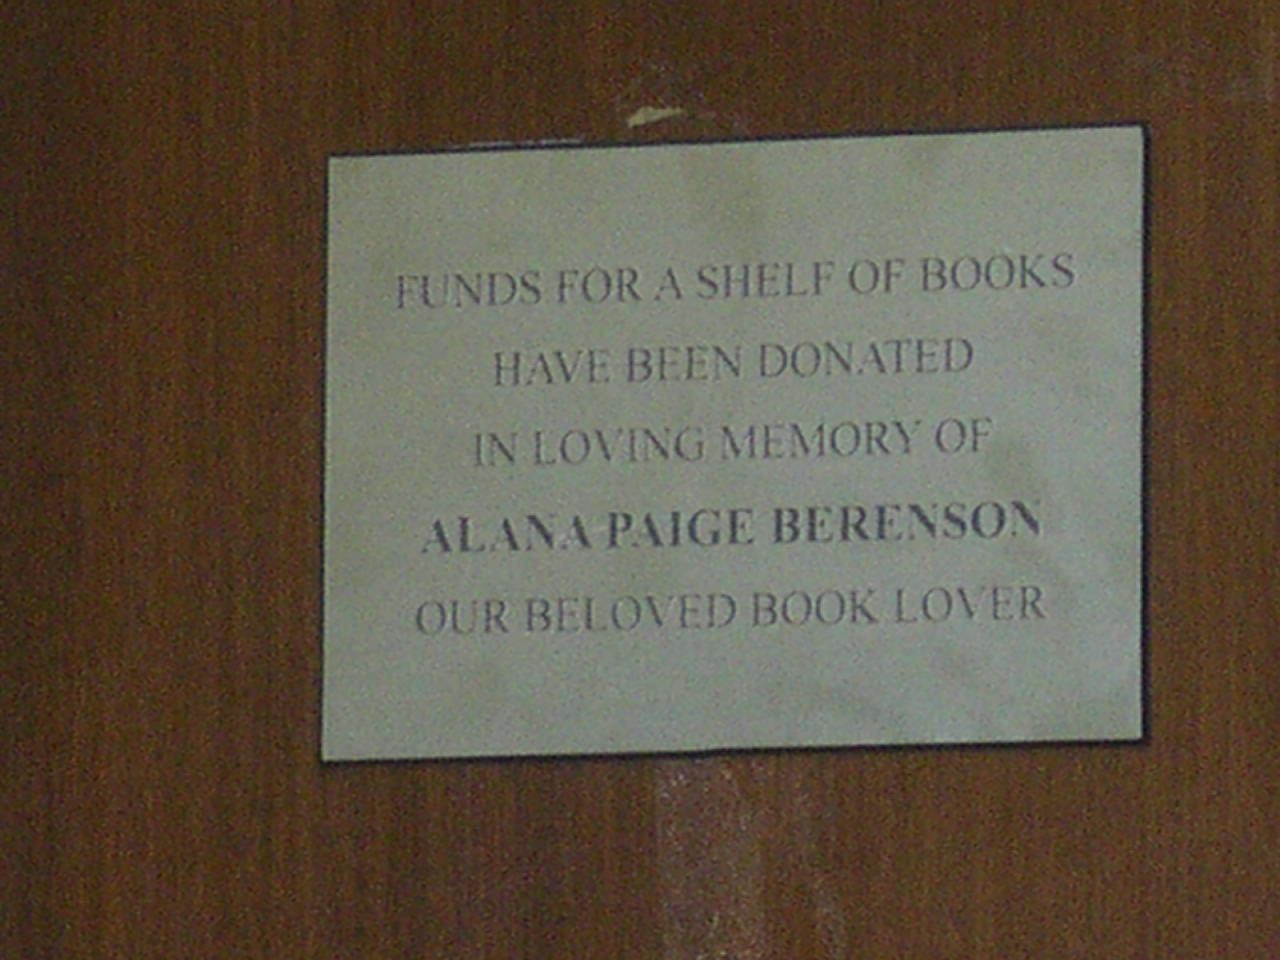 FUNDS FOR A SHELF OF BOOKS
HAVE BEEN DONATED
IN LOVING MEMORY OF
ALANA PAIGE BERENSON
OUR BELOVED BOOK LOVER